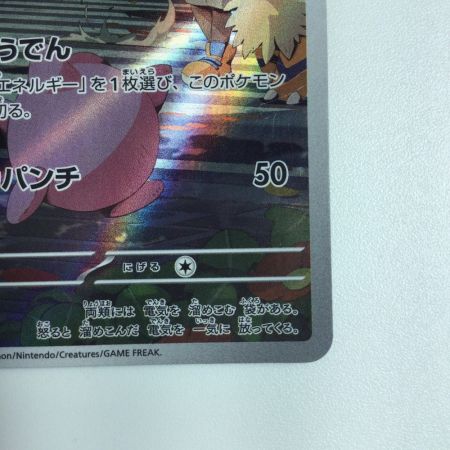 うでん
エネルギー」を1枚選び、このポケモン
切る。
パンチ 50
にげる
両頬には 電気を 溜めこむ 袋がある。
怒ると 溜めこんだ 電気を 一気に 放ってくる。
mon/Nintendo/Creatures/GAME FREAK.